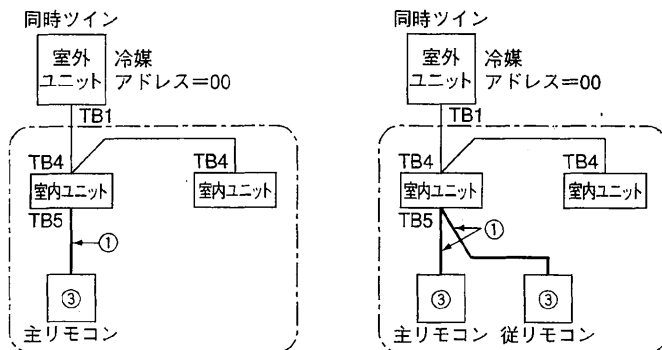 同時ツイン
室外
ユニット
冷媒
アドレス=00
TB1
TB4
TB4
室内ユニット
室内ユニット
TB5
①
③
主リモコン
同時ツイン
室外
ユニット
冷媒
アドレス=00
TB1
TB4
TB4
室内ユニット
室内ユニット
TB5
①
③
③
主リモコン 従リモコン